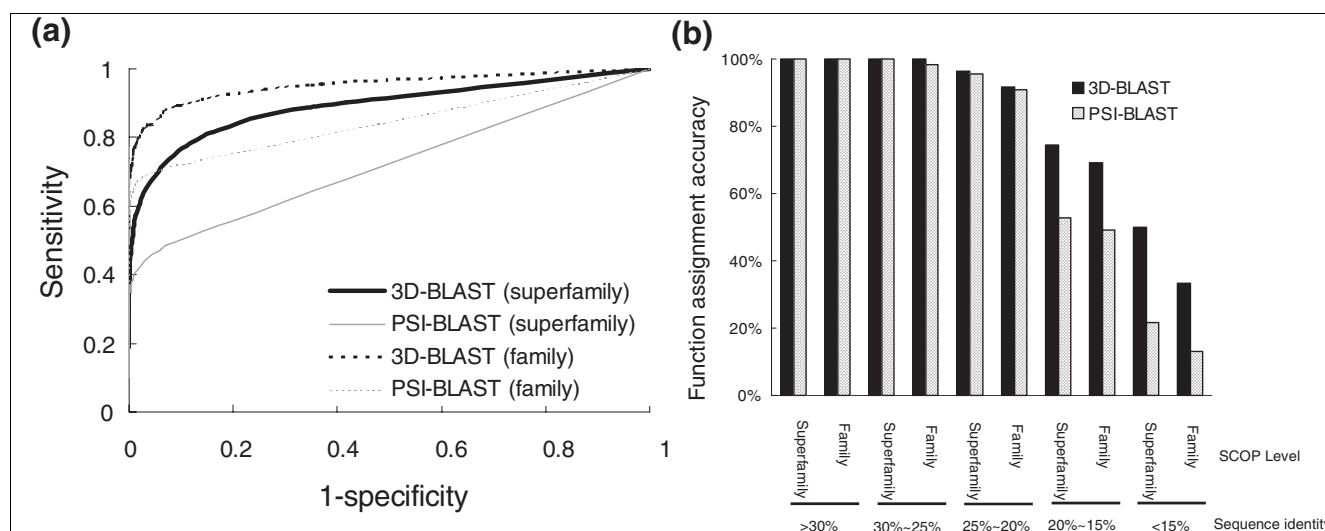 (a)
1
0.8
0.6
0.4
0.2
0
Sensitivity
0 0.2 0.4 0.6 0.8 1
1-specificity
3D-BLAST (superfamily)
PSI-BLAST (superfamily)
3D-BLAST (family)
PSI-BLAST (family)
(b)
100%
80%
60%
40%
20%
0%
Function assignment accuracy
3D-BLAST
PSI-BLAST
Superfamily Family Superfamily Family Superfamily Family Superfamily Family Superfamily Family
SCOP Level
>30% 30%~25% 25%~20% 20%~15% <15% Sequence identity